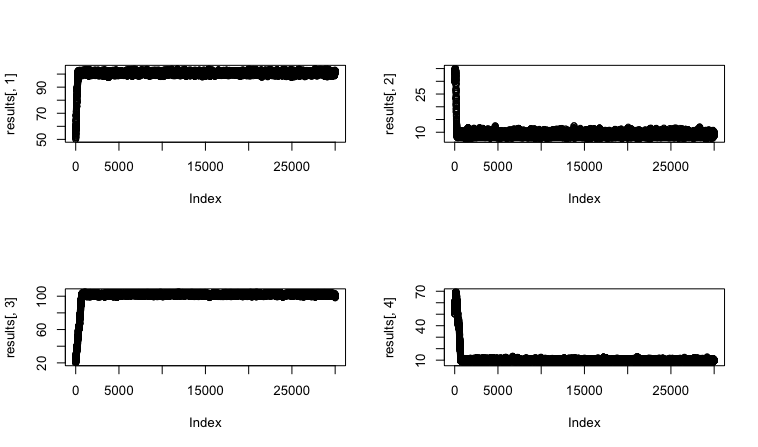 results[, 1]
50 70 90
0 5000 15000 25000
Index
results[, 2]
10 25
0 5000 15000 25000
Index
results[, 3]
20 60 100
0 5000 15000 25000
Index
results[, 4]
10 40 70
0 5000 15000 25000
Index